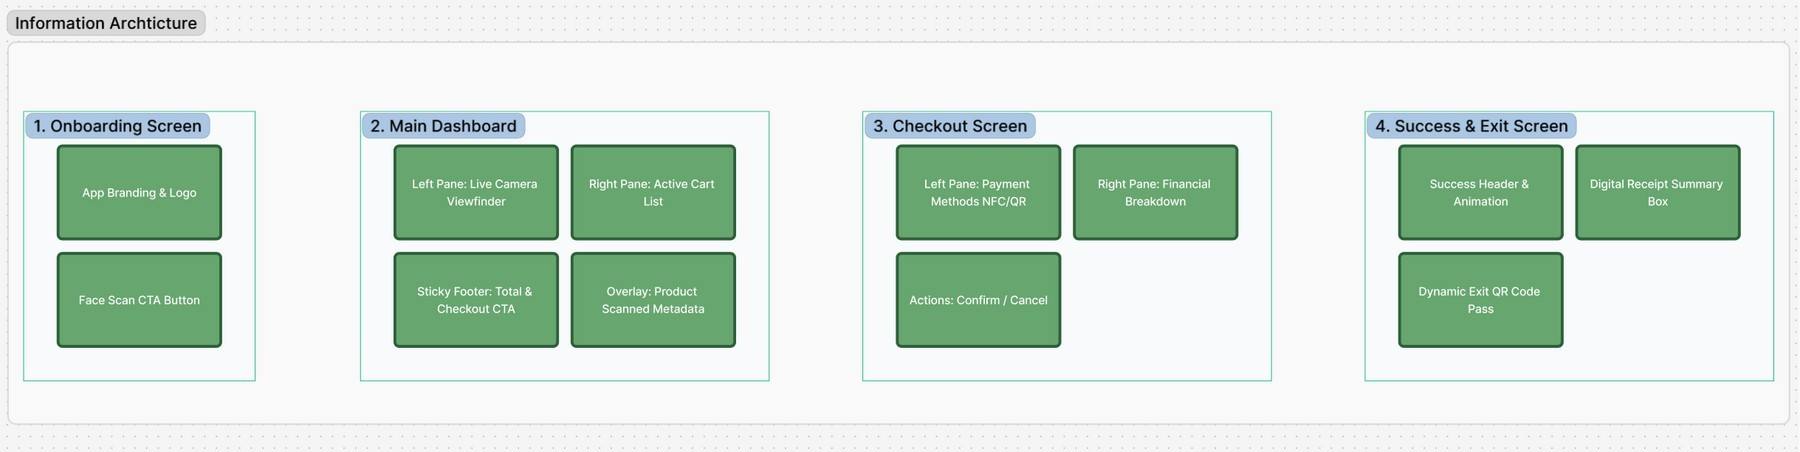 Information Archticture
1. Onboarding Screen
App Branding & Logo
Face Scan CTA Button
2. Main Dashboard
Left Pane: Live Camera
Viewfinder
Right Pane: Active Cart
List
Sticky Footer: Total &
Checkout CTA
Overlay: Product
Scanned Metadata
3. Checkout Screen
Left Pane: Payment
Methods NFC/QR
Right Pane: Financial
Breakdown
Actions: Confirm / Cancel
4. Success & Exit Screen
Success Header &
Animation
Digital Receipt Summary
Box
Dynamic Exit QR Code
Pass